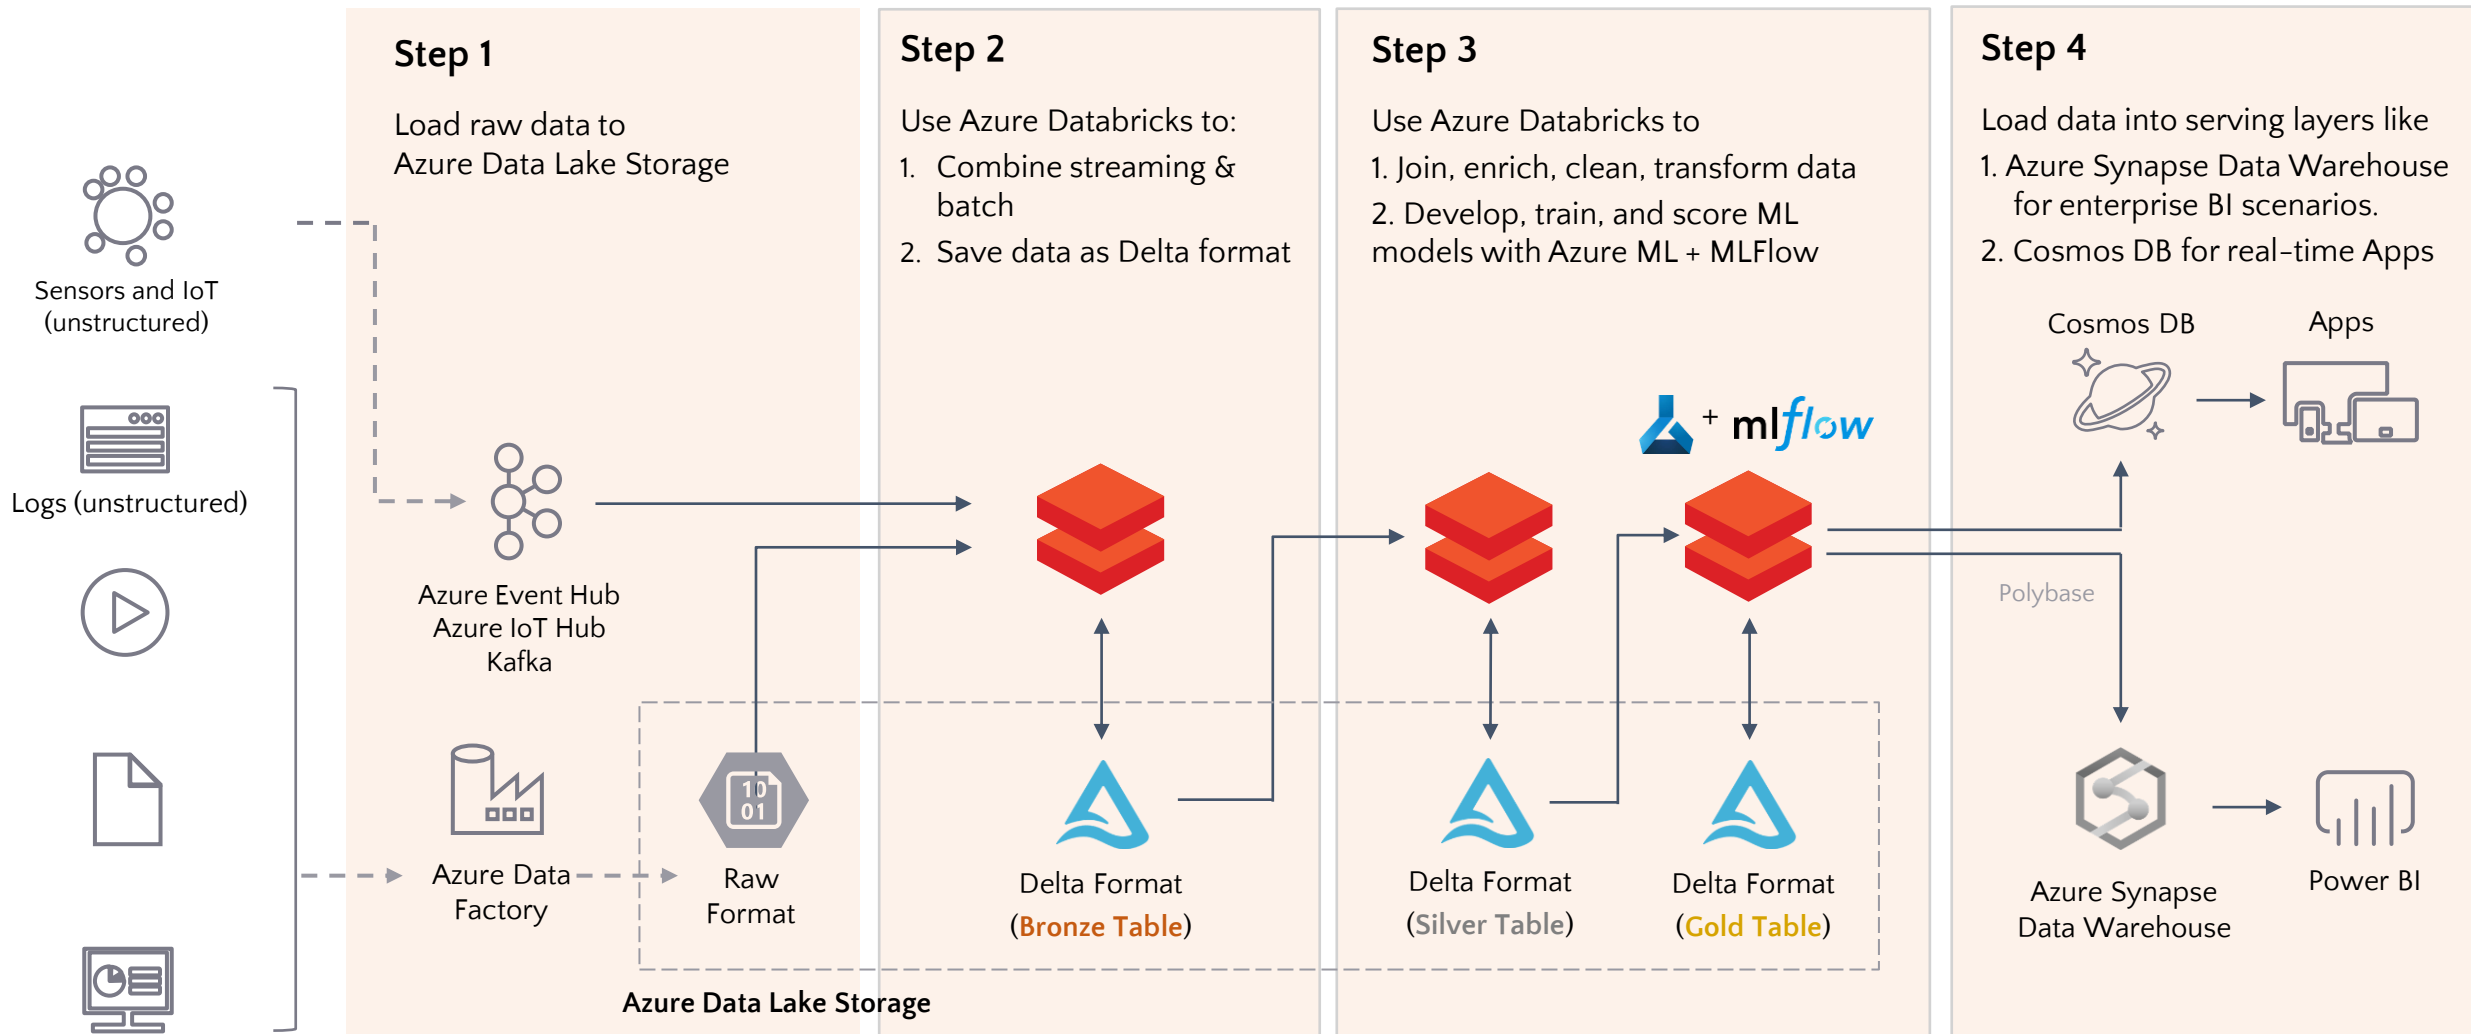 Step 1
Load raw data to
Azure Data Lake Storage
Step 2
Use Azure Databricks to:
1. Combine streaming &
batch
2. Save data as Delta format
Step 3
Use Azure Databricks to
1. Join, enrich, clean, transform data
2. Develop, train, and score ML
models with Azure ML + MLFlow
Step 4
Load data into serving layers like
1. Azure Synapse Data Warehouse
for enterprise BI scenarios.
2. Cosmos DB for real-time Apps
Sensors and IoT
(unstructured)
Logs (unstructured)
Azure Event Hub
Azure IoT Hub
Kafka
Azure Data
Factory
10
01
Raw
Format
Delta Format
(Bronze Table)
+ mlflow
Delta Format
(Silver Table)
Delta Format
(Gold Table)
Azure Data Lake Storage
Cosmos DB
Apps
Polybase
Azure Synapse
Data Warehouse
Power BI